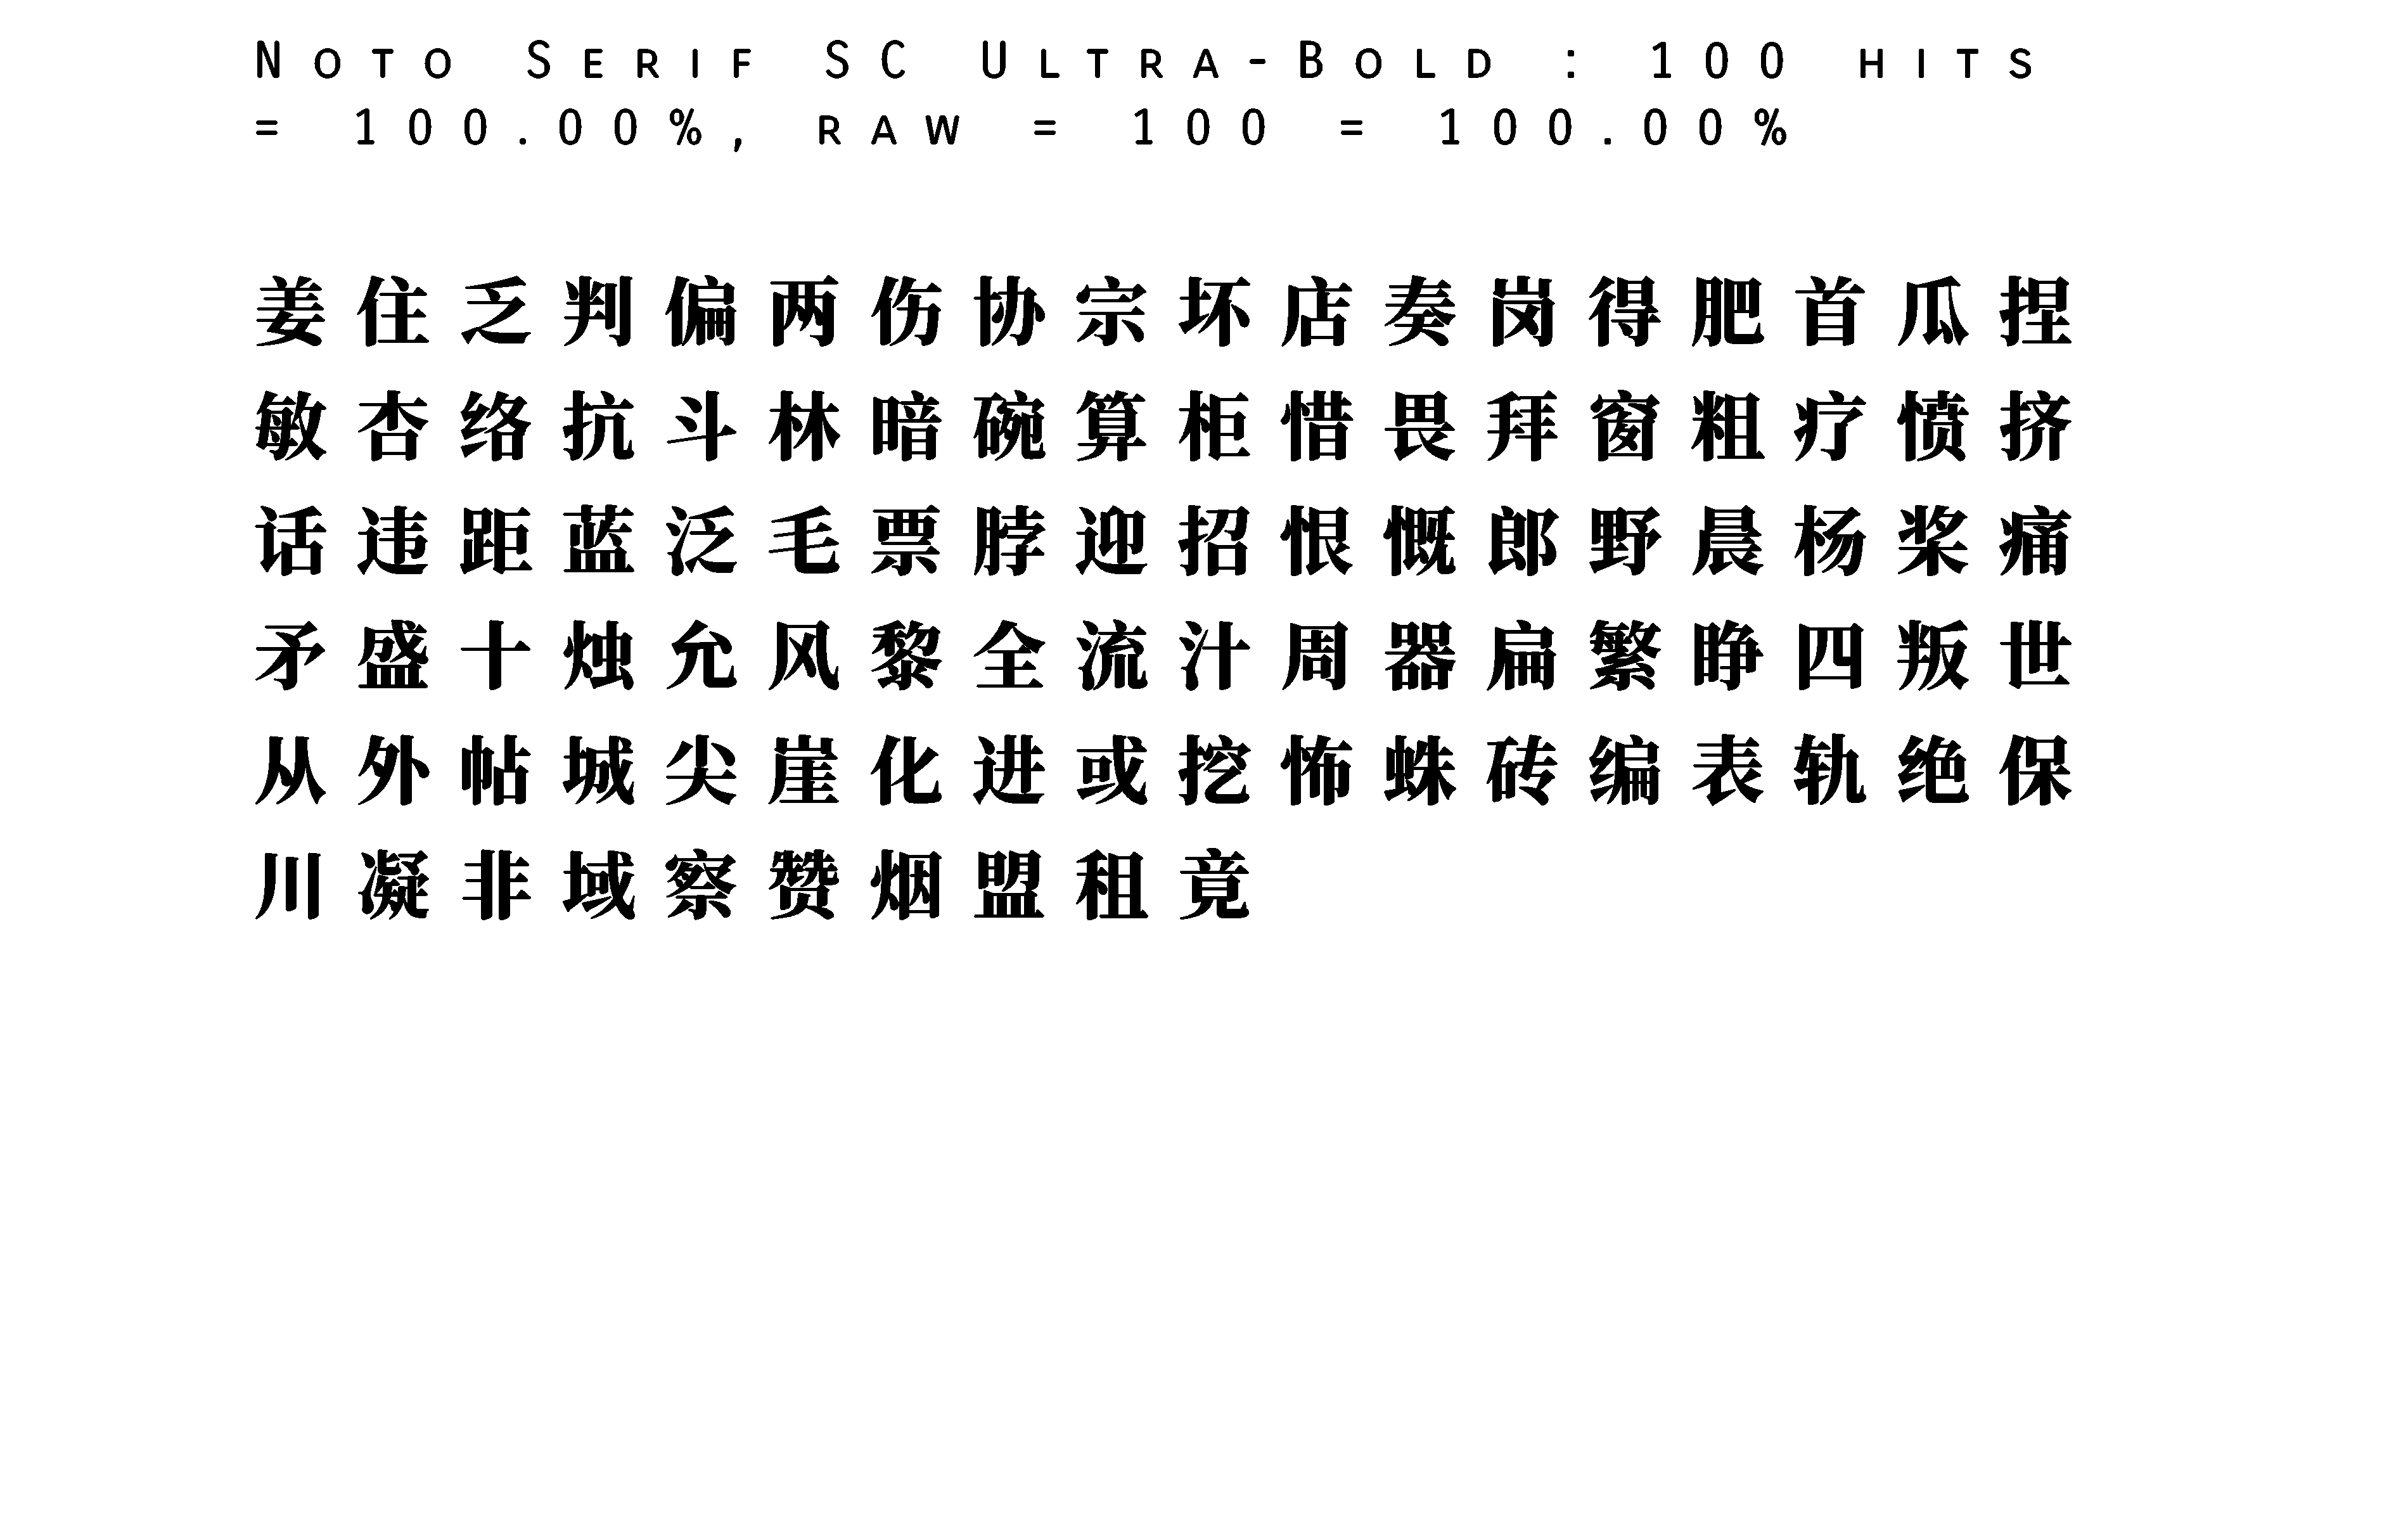 Noto Serif SC Ultra-Bold : 100 hits
= 100.00%, raw = 100 = 100.00%
姜住乏判偏两伤协宗坏店奏岗得肥首瓜捏
敏杏络抗斗林暗碗算柜惜畏拜窗粗疗愤挤
话违距蓝泛毛票脖迎招恨慨郎野晨杨桨痛
矛盛十烛允风黎全流汁周器扁繁睁四叛世
从外帖城尖崖化进或挖怖蛛砖编表轨绝保
川凝非域察赞烟盟租竟